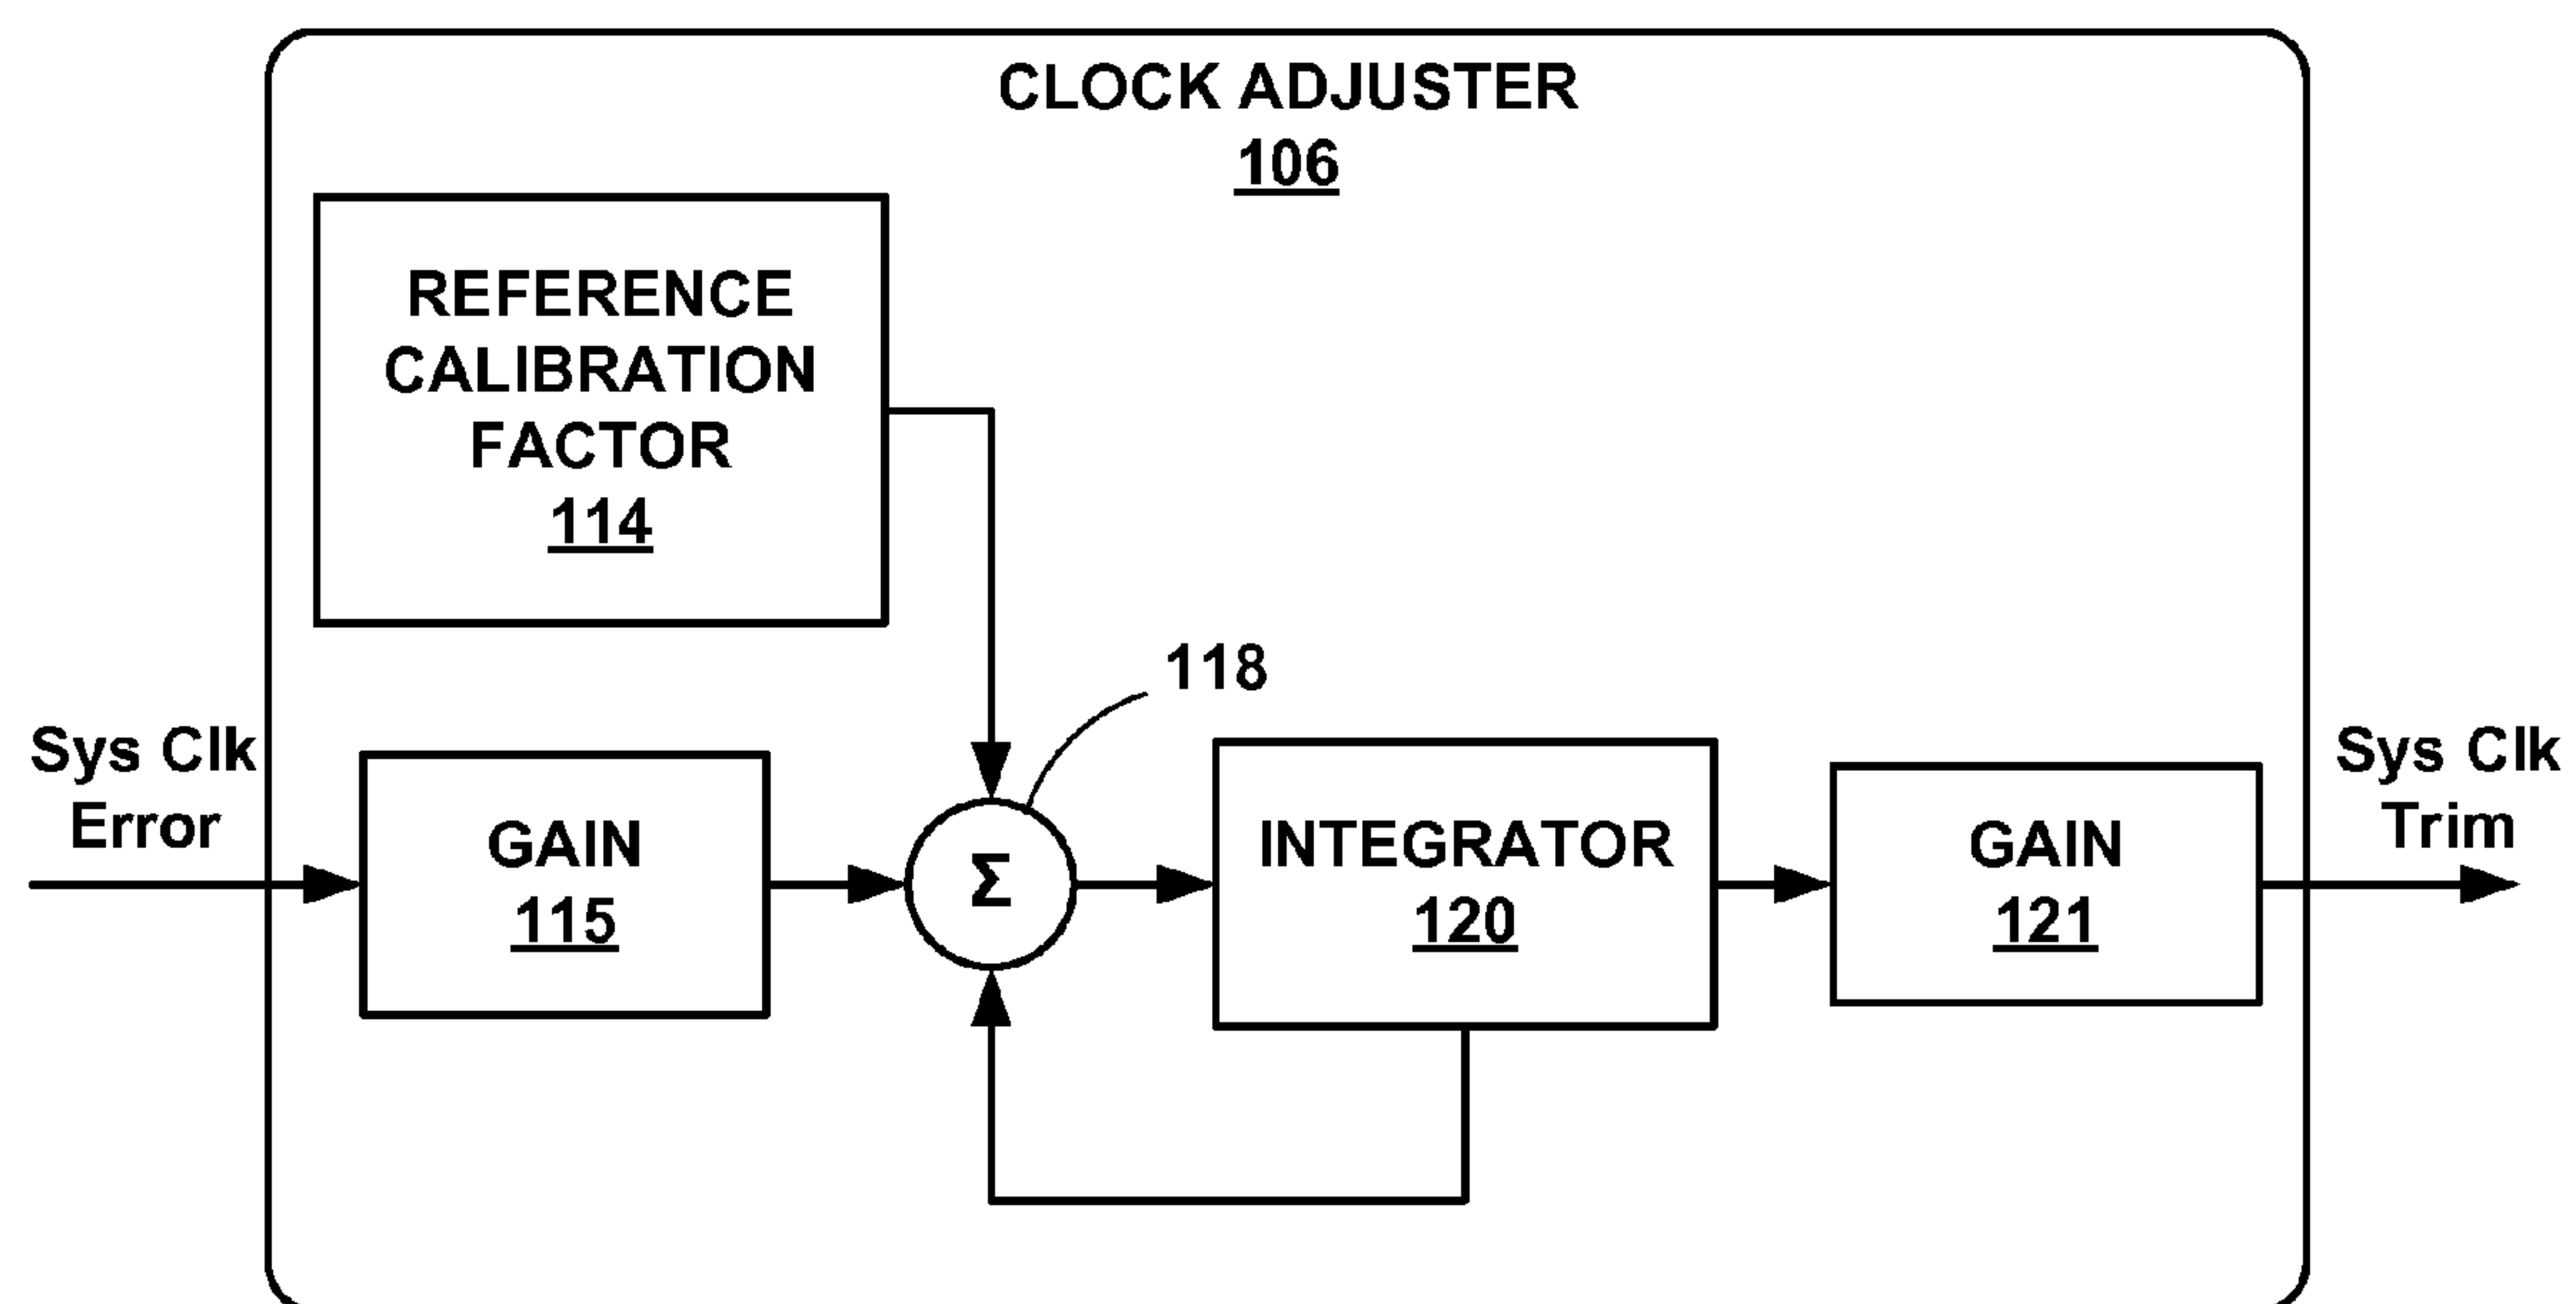 CLOCK ADJUSTER
106
REFERENCE
CALIBRATION
FACTOR
114
118
Sys Clk
Error
GAIN
115
Σ
INTEGRATOR
120
GAIN
121
Sys Clk
Trim